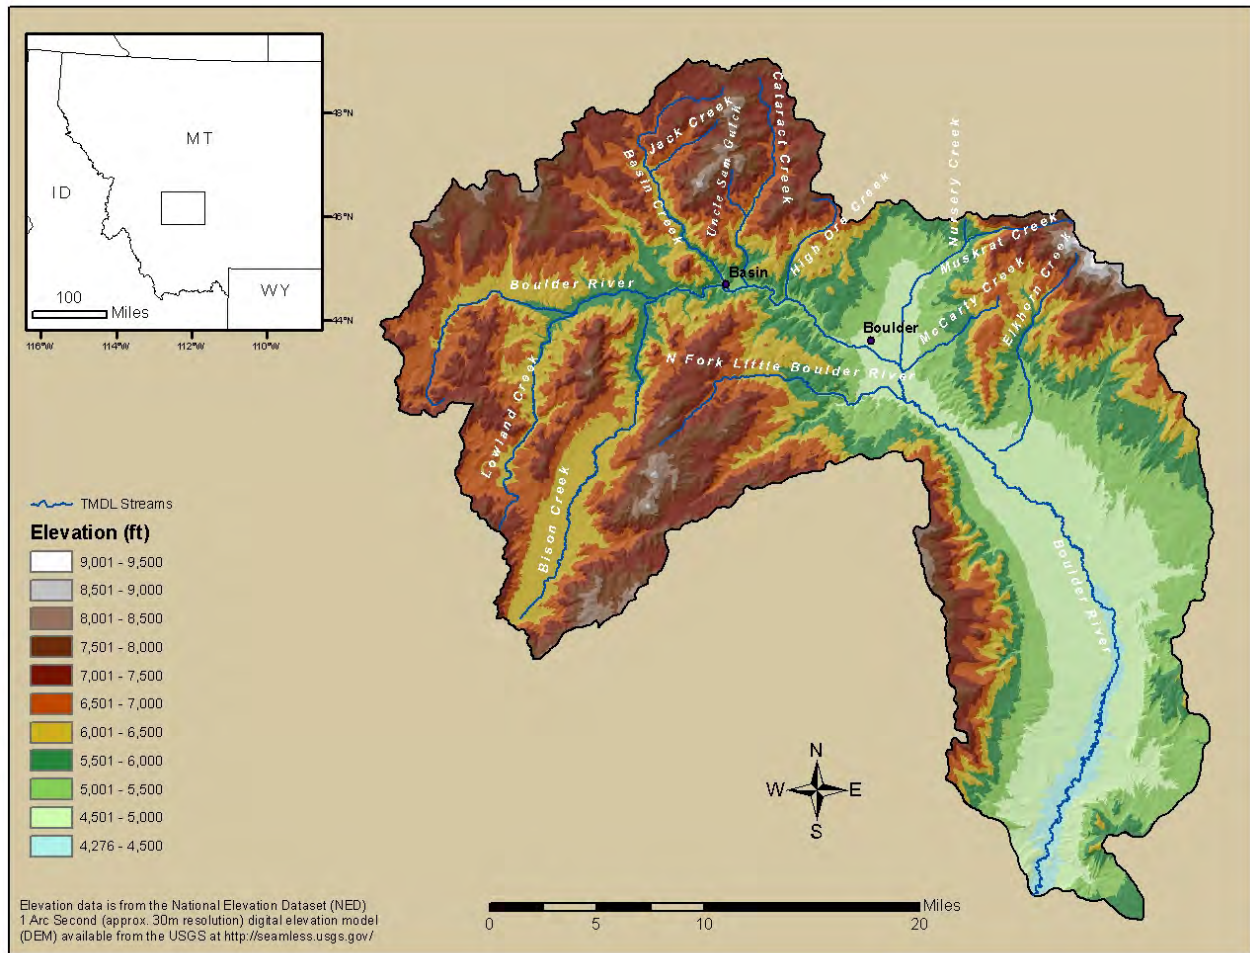 MT
ID
WY
100
Miles
48°N
46°N
44°N
116°W
114°W
112°W
110°W
Cataract Creek
Jack Creek
Uncle Sam Gulch
Basin Creek
High Ore Creek
Nursery Creek
Muskrat Creek
McCarty Creek
Elkhorn Creek
Basin
Boulder River
Boulder
N Fork Little Boulder River
Lowland Creek
Bison Creek
Boulder River
TMDL Streams
Elevation (ft)
9,001 - 9,500
8,501 - 9,000
8,001 - 8,500
7,501 - 8,000
7,001 - 7,500
6,501 - 7,000
6,001 - 6,500
5,501 - 6,000
5,001 - 5,500
4,501 - 5,000
4,276 - 4,500
N
W E
S
Elevation data is from the National Elevation Dataset (NED)
1 Arc Second (approx. 30m resolution) digital elevation model
(DEM) available from the USGS at http://seamless.usgs.gov/
Miles
0 5 10 20